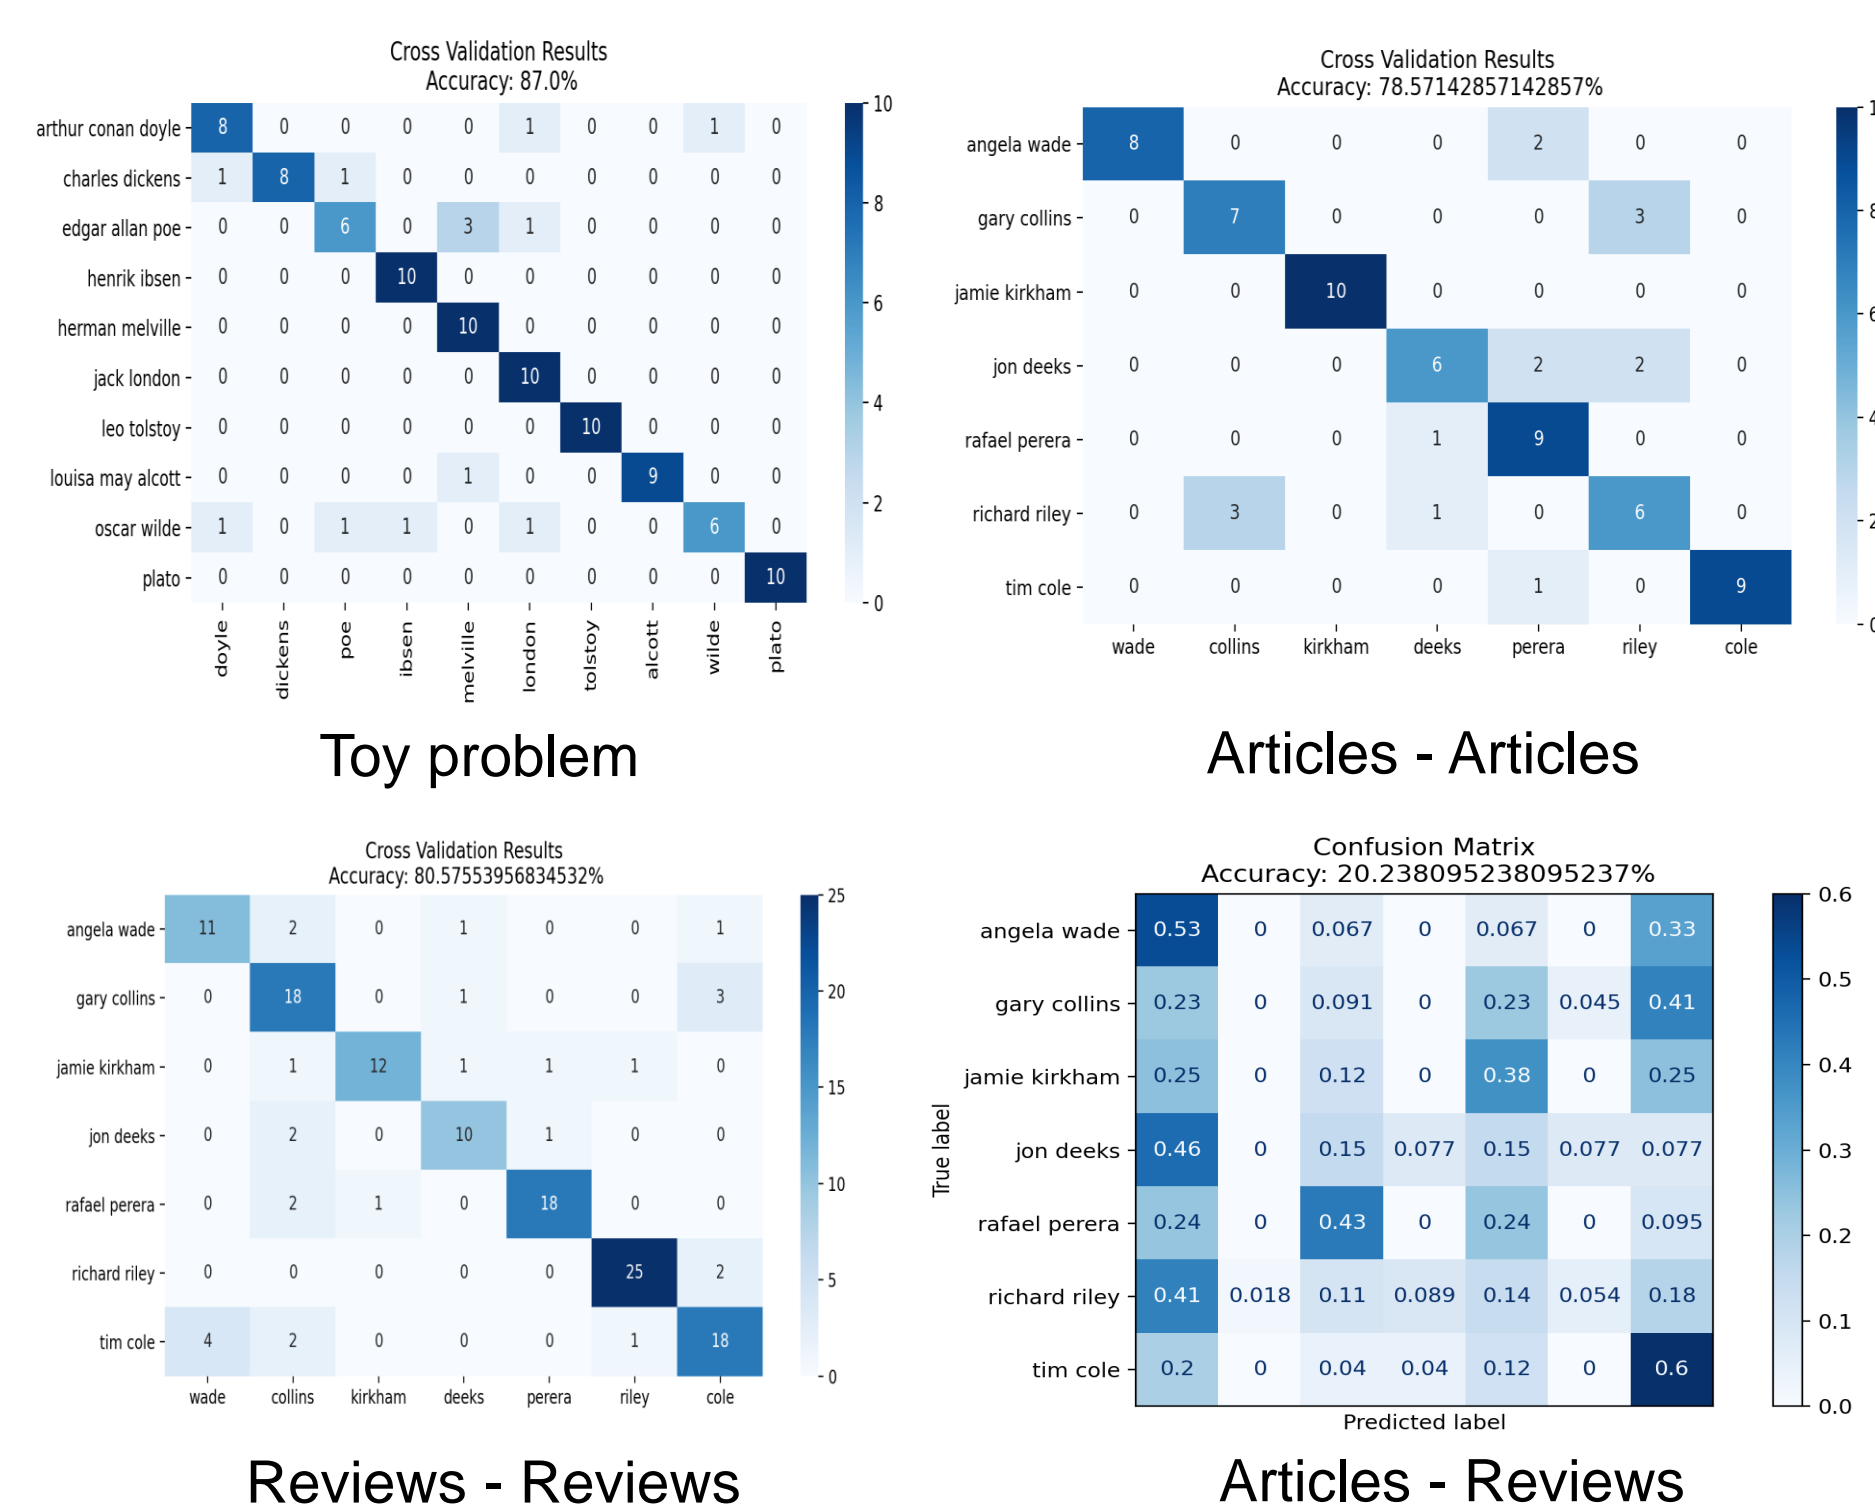 Cross Validation Results
Accuracy: 87.0%
arthur conan doyle 8 0 0 0 0 1 0 0 1 0
charles dickens 1 8 1 0 0 0 0 0 0 0
edgar allan poe 0 0 6 0 3 1 0 0 0 0
henrik ibsen 0 0 0 10 0 0 0 0 0 0
herman melville 0 0 0 0 10 0 0 0 0 0
jack london 0 0 0 0 0 10 0 0 0 0
leo tolstoy 0 0 0 0 0 0 10 0 0 0
louisa may alcott 0 0 0 0 1 0 0 9 0 0
oscar wilde 1 0 1 1 0 1 0 0 6 0
plato 0 0 0 0 0 0 0 0 0 10
doyle dickens poe ibsen melville london tolstoy alcott wilde plato
10
8
6
4
2
0
Toy problem
Cross Validation Results
Accuracy: 78.57142857142857%
angela wade 8 0 0 0 2 0 0
gary collins 0 7 0 0 0 3 0
jamie kirkham 0 0 10 0 0 0 0
jon deeks 0 0 0 6 2 2 0
rafael perera 0 0 0 1 9 0 0
richard riley 0 3 0 1 0 6 0
tim cole 0 0 0 0 1 0 9
wade collins kirkham deeks perera riley cole
8
6
4
2
0
Articles - Articles
Cross Validation Results
Accuracy: 80.57553956834532%
angela wade 11 2 0 1 0 0 1
gary collins 0 18 0 1 0 0 3
jamie kirkham 0 1 12 1 1 1 0
jon deeks 0 2 0 10 1 0 0
rafael perera 0 2 1 0 18 0 0
richard riley 0 0 0 0 0 25 2
tim cole 4 2 0 0 0 1 18
wade collins kirkham deeks perera riley cole
25
20
15
10
5
0
Reviews - Reviews
Confusion Matrix
Accuracy: 20.238095238095237%
True label
angela wade 0.53 0 0.067 0 0.067 0 0.33
gary collins 0.23 0 0.091 0 0.23 0.045 0.41
jamie kirkham 0.25 0 0.12 0 0.38 0 0.25
jon deeks 0.46 0 0.15 0.077 0.15 0.077 0.077
rafael perera 0.24 0 0.43 0 0.24 0 0.095
richard riley 0.41 0.018 0.11 0.089 0.14 0.054 0.18
tim cole 0.2 0 0.04 0.04 0.12 0 0.6
Predicted label
0.6
0.5
0.4
0.3
0.2
0.1
0.0
Articles - Reviews